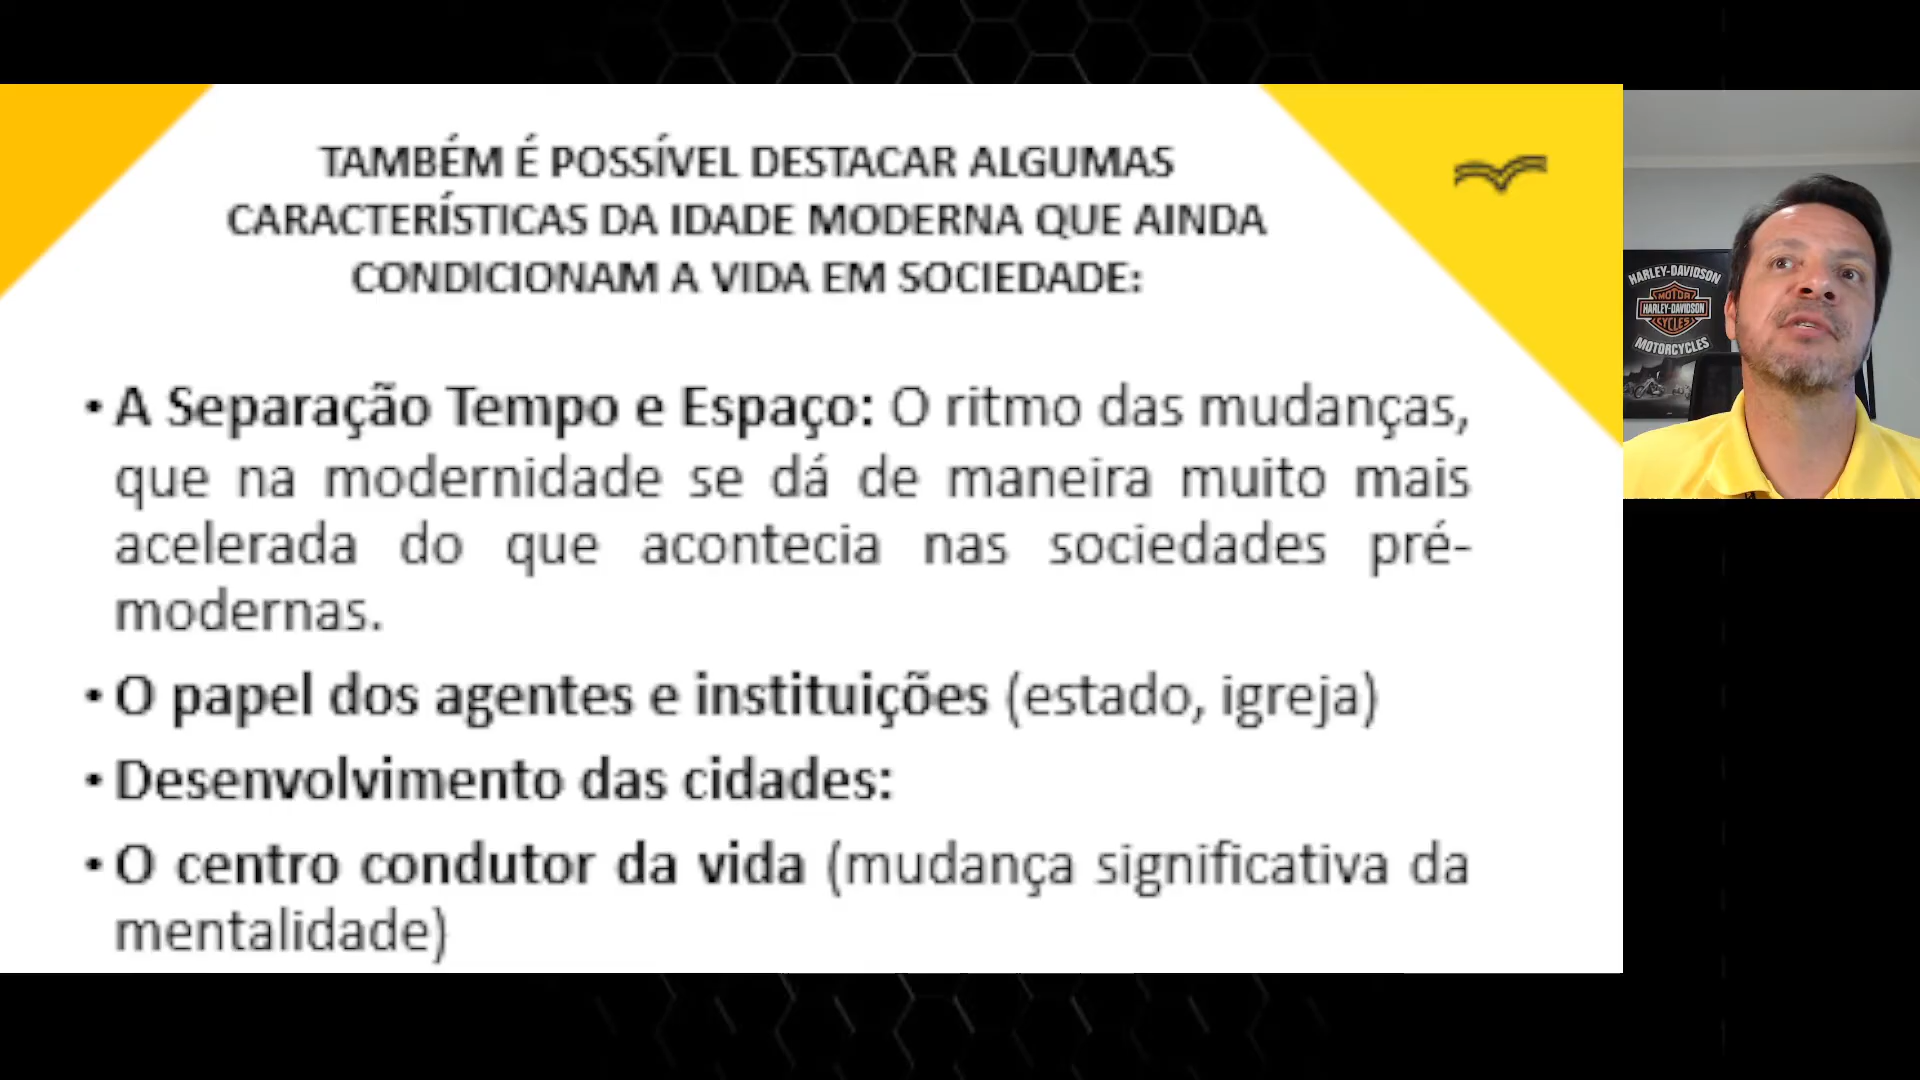 TAMBÉM É POSSÍVEL DESTACAR ALGUMAS
CARACTERÍSTICAS DA IDADE MODERNA QUE AINDA
CONDICIONAM A VIDA EM SOCIEDADE:
• A Separação Tempo e Espaço: O ritmo das mudanças,
que na modernidade se dá de maneira muito mais
acelerada do que acontecia nas sociedades pré-
modernas.
• O papel dos agentes e instituições (estado, igreja)
• Desenvolvimento das cidades:
• O centro condutor da vida (mudança significativa da
mentalidade)
HARLEY-DAVIDSON
MOTOR
HARLEY-DAVIDSON
CYCLES
MOTORCYCLES